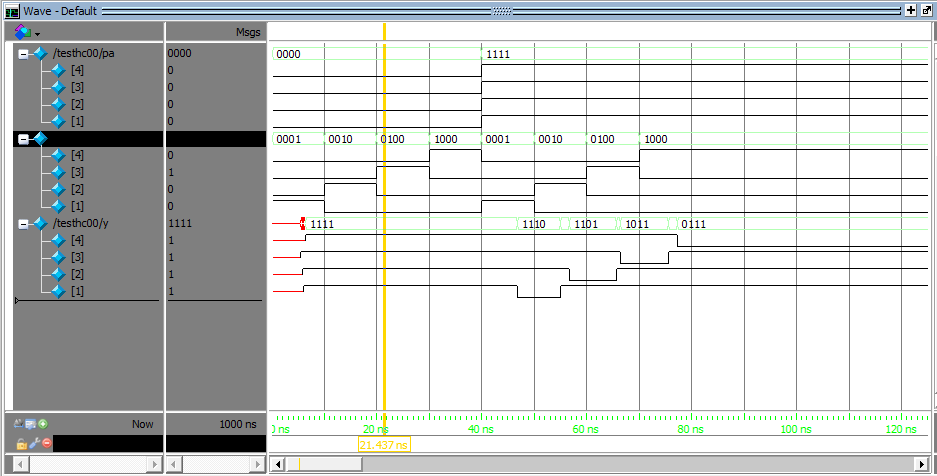 Wave - Default
Msgs
/testhc00/pa 0000 0000 1111
[4] 0
[3] 0
[2] 0
[1] 0
0001 0010 0100 1000 0001 0010 0100 1000
[4] 0
[3] 1
[2] 0
[1] 0
/testhc00/y 1111 1111 1110 1101 1011 0111
[4] 1
[3] 1
[2] 1
[1] 1
Now 1000 ns 0 ns 20 ns 40 ns 60 ns 80 ns 100 ns 120 ns
21.437 ns